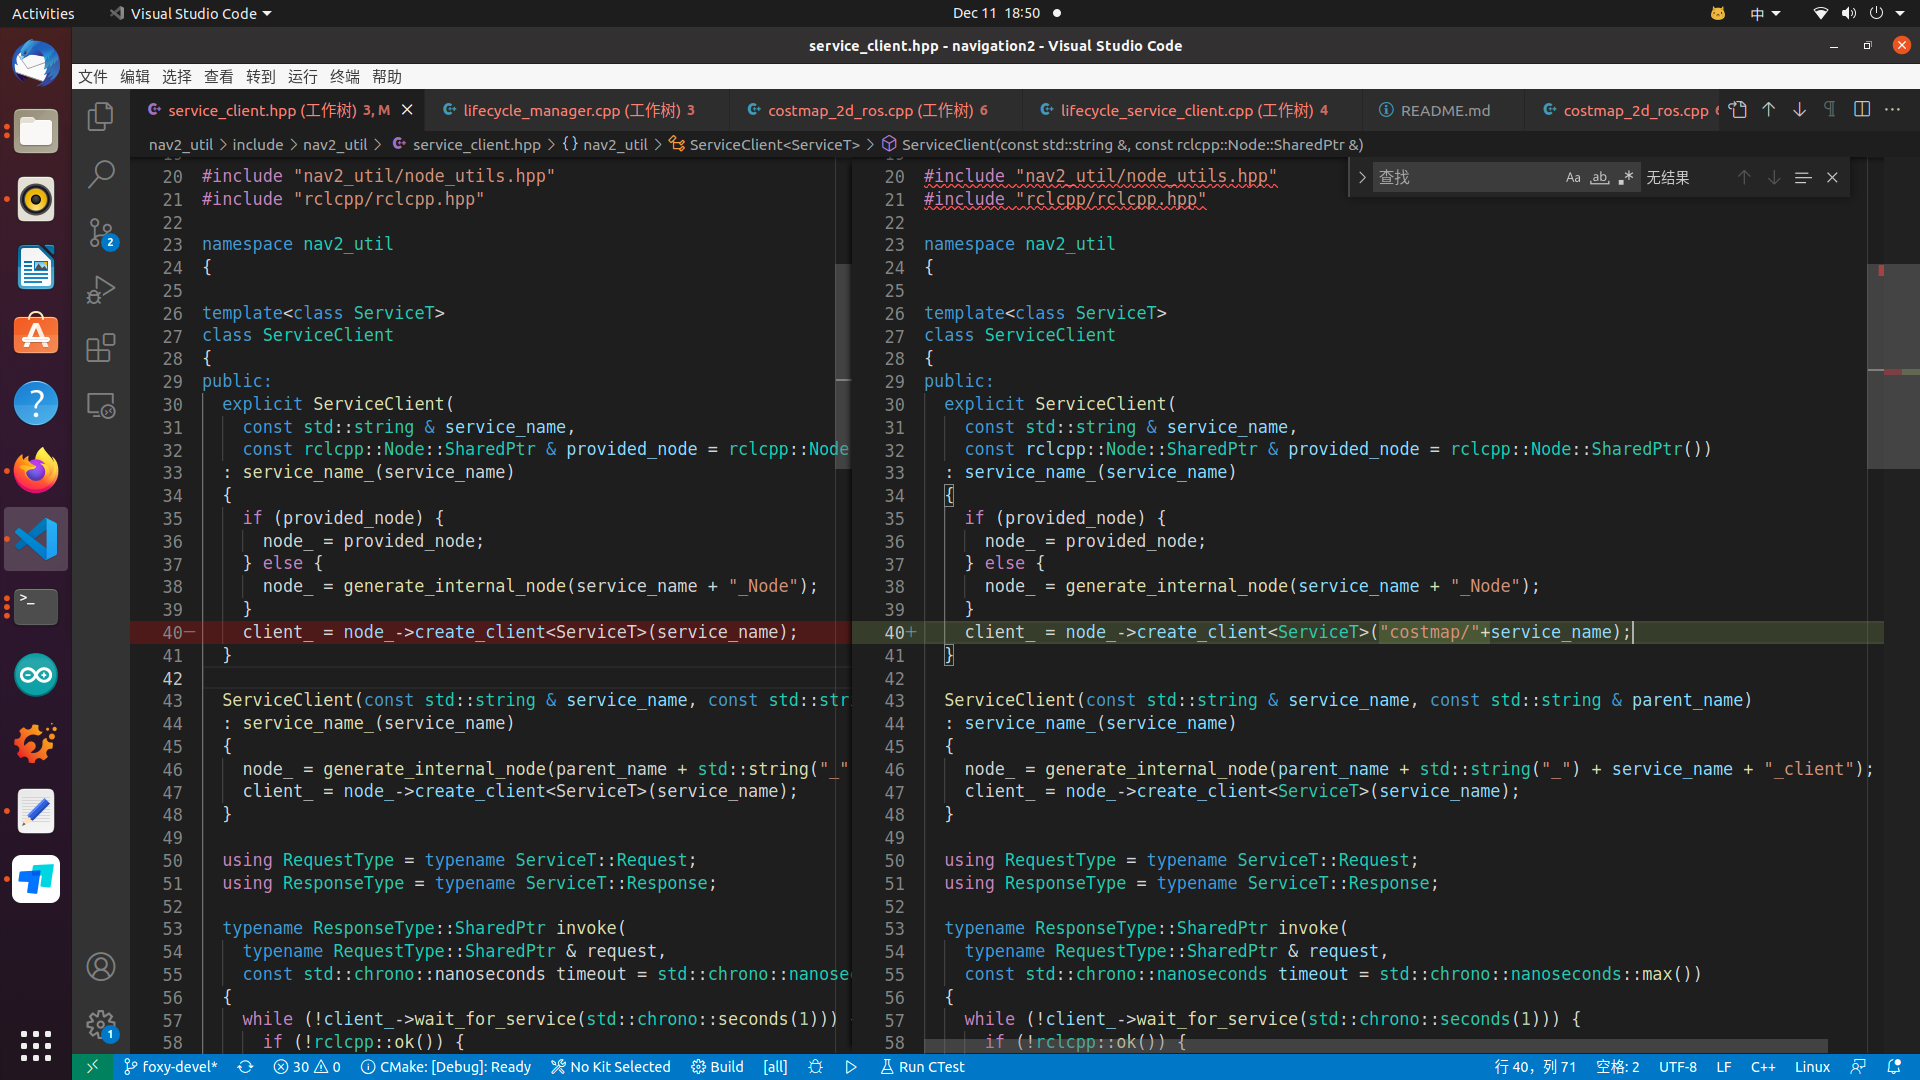 Activities
Visual Studio Code
Dec 11 18:50
中
service_client.hpp - navigation2 - Visual Studio Code
文件 编辑 选择 查看 转到 运行 终端 帮助
service_client.hpp (工作树) 3, M
lifecycle_manager.cpp (工作树) 3
costmap_2d_ros.cpp (工作树) 6
lifecycle_service_client.cpp (工作树) 4
README.md
costmap_2d_ros.cpp
nav2_util > include > nav2_util > service_client.hpp > {} nav2_util > ServiceClient<ServiceT> > ServiceClient(const std::string &, const rclcpp::Node::SharedPtr &)
查找
Aa
ab
无结果
2
20 #include "nav2_util/node_utils.hpp"
21 #include "rclcpp/rclcpp.hpp"
22
23 namespace nav2_util
24 {
25
26 template<class ServiceT>
27 class ServiceClient
28 {
29 public:
30 explicit ServiceClient(
31 const std::string & service_name,
32 const rclcpp::Node::SharedPtr & provided_node = rclcpp::Node
33 : service_name_(service_name)
34 {
35 if (provided_node) {
36 node_ = provided_node;
37 } else {
38 node_ = generate_internal_node(service_name + "_Node");
39 }
40— client_ = node_->create_client<ServiceT>(service_name);
41 }
42
43 ServiceClient(const std::string & service_name, const std::str
44 : service_name_(service_name)
45 {
46 node_ = generate_internal_node(parent_name + std::string("_"
47 client_ = node_->create_client<ServiceT>(service_name);
48 }
49
50 using RequestType = typename ServiceT::Request;
51 using ResponseType = typename ServiceT::Response;
52
53 typename ResponseType::SharedPtr invoke(
54 typename RequestType::SharedPtr & request,
55 const std::chrono::nanoseconds timeout = std::chrono::nanose
56 {
57 while (!client_->wait_for_service(std::chrono::seconds(1)))
58 if (!rclcpp::ok()) {
20 #include "nav2_util/node_utils.hpp"
21 #include "rclcpp/rclcpp.hpp"
22
23 namespace nav2_util
24 {
25
26 template<class ServiceT>
27 class ServiceClient
28 {
29 public:
30 explicit ServiceClient(
31 const std::string & service_name,
32 const rclcpp::Node::SharedPtr & provided_node = rclcpp::Node::SharedPtr())
33 : service_name_(service_name)
34 {
35 if (provided_node) {
36 node_ = provided_node;
37 } else {
38 node_ = generate_internal_node(service_name + "_Node");
39 }
40+ client_ = node_->create_client<ServiceT>("costmap/"+service_name);
41 }
42
43 ServiceClient(const std::string & service_name, const std::string & parent_name)
44 : service_name_(service_name)
45 {
46 node_ = generate_internal_node(parent_name + std::string("_") + service_name + "_client");
47 client_ = node_->create_client<ServiceT>(service_name);
48 }
49
50 using RequestType = typename ServiceT::Request;
51 using ResponseType = typename ServiceT::Response;
52
53 typename ResponseType::SharedPtr invoke(
54 typename RequestType::SharedPtr & request,
55 const std::chrono::nanoseconds timeout = std::chrono::nanoseconds::max())
56 {
57 while (!client_->wait_for_service(std::chrono::seconds(1))) {
58 if (!rclcpp::ok()) {
1
foxy-devel*
30 0
CMake: [Debug]: Ready
No Kit Selected
Build
[all]
Run CTest
行 40，列 71
空格: 2
UTF-8
LF
C++
Linux